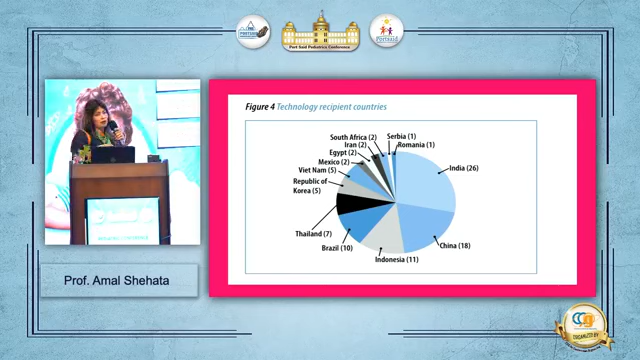 Port Said Pediatrics Conference
Figure 4 Technology recipient countries
South Africa (2)
Serbia (1)
Iran (2)
Romania (1)
Egypt (2)
Mexico (2)
India (26)
Viet Nam (5)
Republic of
Korea (5)
Thailand (7)
China (18)
Brazil (10)
Indonesia (11)
Prof. Amal Shehata
ORGANIZED BY